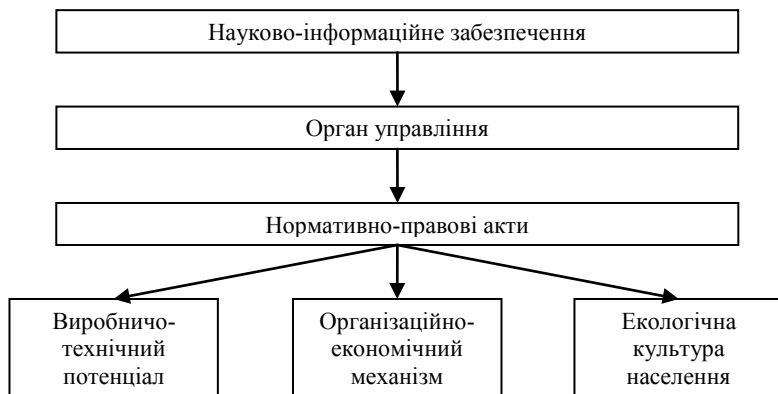 Науково-інформаційне забезпечення
Орган управління
Нормативно-правові акти
Виробничо-
технічний
потенціал
Організаційно-
економічний
механізм
Екологічна
культура
населення